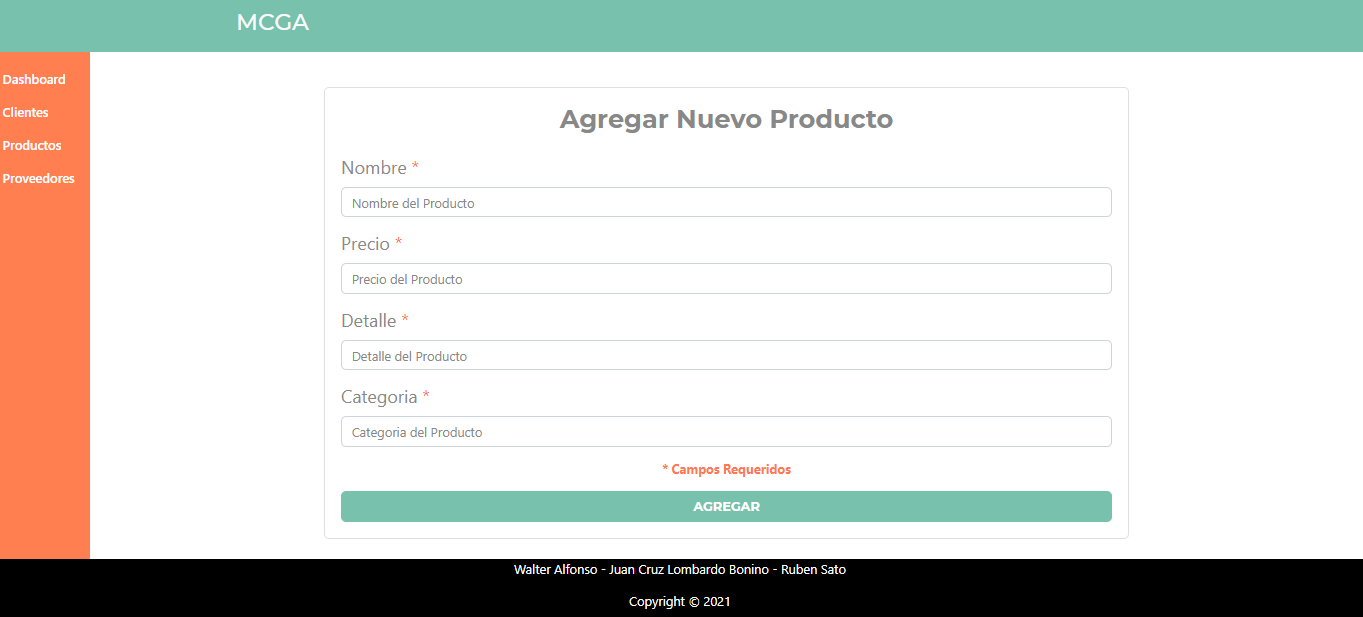 MCGA
Dashboard
Clientes
Productos
Proveedores
Agregar Nuevo Producto
Nombre *
Nombre del Producto
Precio *
Precio del Producto
Detalle *
Detalle del Producto
Categoria *
Categoria del Producto
* Campos Requeridos
AGREGAR
Walter Alfonso - Juan Cruz Lombardo Bonino - Ruben Sato
Copyright © 2021